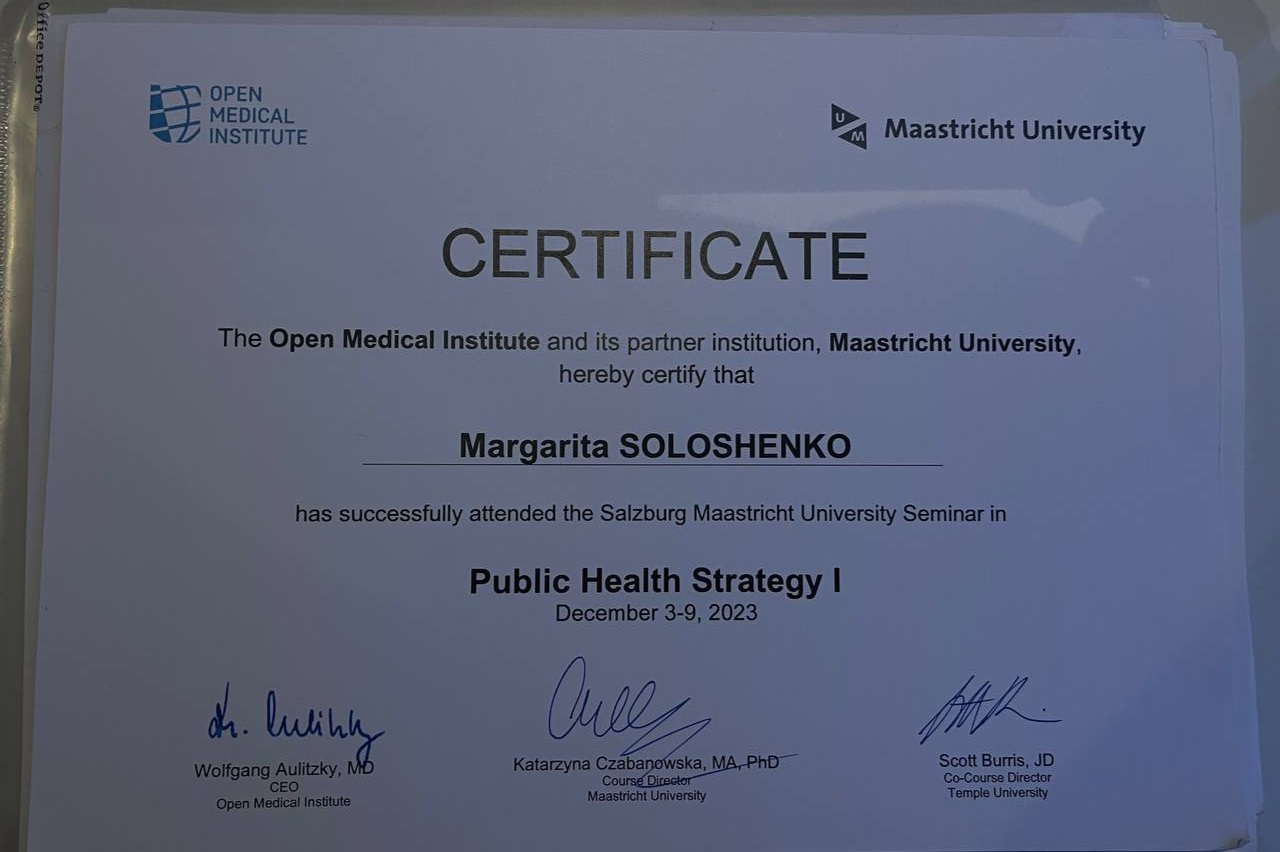 Office DEPOT®
OPEN
MEDICAL
INSTITUTE
UM
Maastricht University
CERTIFICATE
The Open Medical Institute and its partner institution, Maastricht University,
hereby certify that
Margarita SOLOSHENKO
has successfully attended the Salzburg Maastricht University Seminar in
Public Health Strategy I
December 3-9, 2023
Dr. Aulitzky
Wolfgang Aulitzky, MD
CEO
Open Medical Institute
Katarzyna Czabanowska, MA, PhD
Course Director
Maastricht University
Scott Burris, JD
Co-Course Director
Temple University